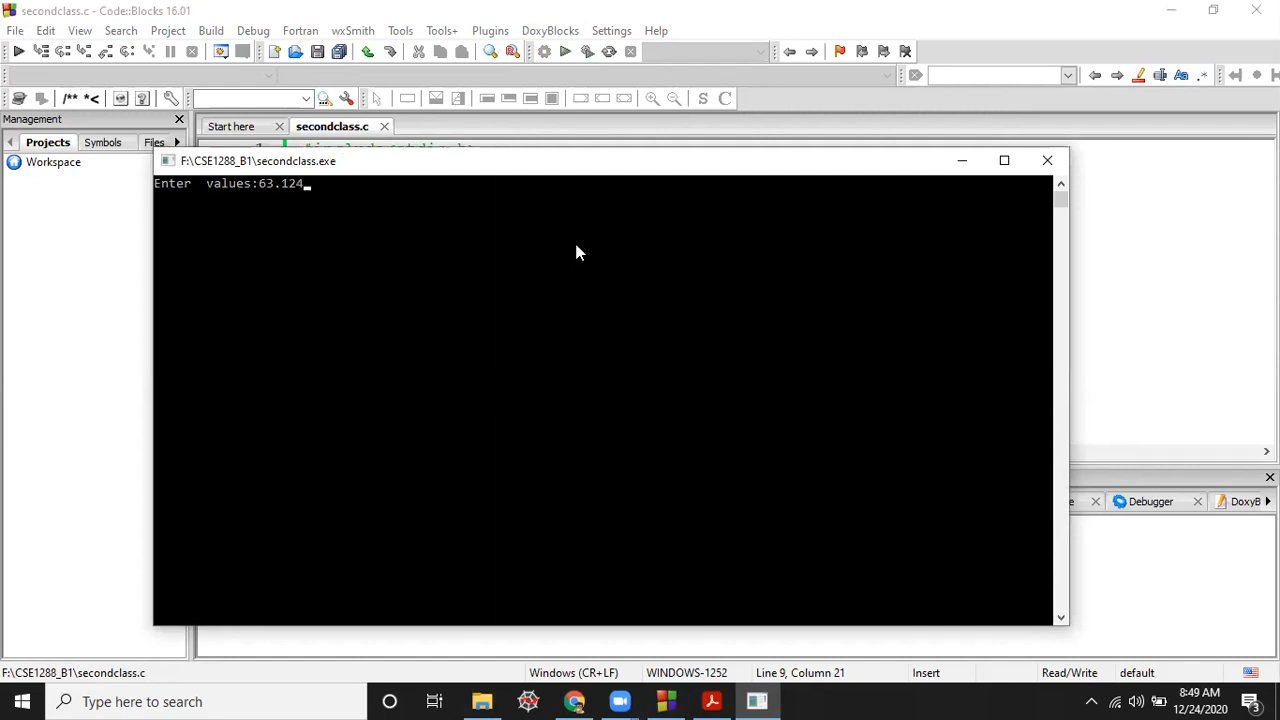 secondclass.c - Code::Blocks 16.01
File Edit View Search Project Build Debug Fortran wxSmith Tools Tools+ Plugins DoxyBlocks Settings Help
/** *<
S C
Management
Projects Symbols Files
Workspace
Start here secondclass.c
F:\CSE1288_B1\secondclass.exe
Enter  values:63.124
Debugger DoxyB
F:\CSE1288_B1\secondclass.c Windows (CR+LF) WINDOWS-1252 Line 9, Column 21 Insert Read/Write default
Type here to search
8:49 AM
12/24/2020
3